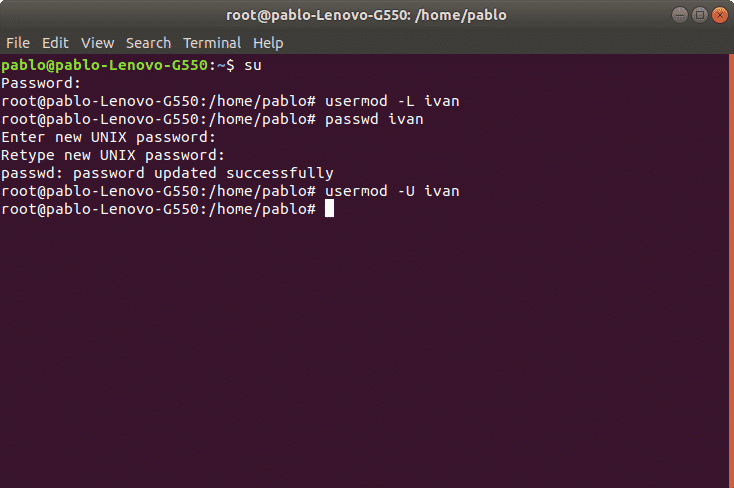 root@pablo-Lenovo-G550: /home/pablo
File Edit View Search Terminal Help
pablo@pablo-Lenovo-G550:~$ su
Password:
root@pablo-Lenovo-G550:/home/pablo# usermod -L ivan
root@pablo-Lenovo-G550:/home/pablo# passwd ivan
Enter new UNIX password:
Retype new UNIX password:
passwd: password updated successfully
root@pablo-Lenovo-G550:/home/pablo# usermod -U ivan
root@pablo-Lenovo-G550:/home/pablo#